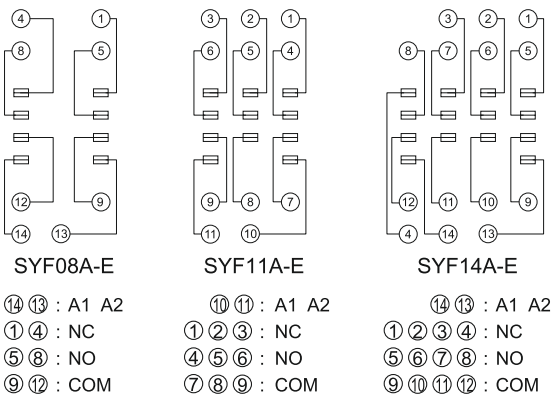 ④ ① ③ ② ① ③ ② ①
⑧ ⑤ ⑥ ⑤ ④ ⑧ ⑦ ⑥ ⑤
⑫ ⑨ ⑨ ⑧ ⑦ ⑫ ⑪ ⑩ ⑨
⑭ ⑬ ⑪ ⑩ ④ ⑭ ⑬
SYF08A-E SYF11A-E SYF14A-E
⑭ ⑬ : A1 A2
① ④ : NC
⑤ ⑧ : NO
⑨ ⑫ : COM
⑩ ⑪ : A1 A2
① ② ③ : NC
④ ⑤ ⑥ : NO
⑦ ⑧ ⑨ : COM
⑭ ⑬ : A1 A2
① ② ③ ④ : NC
⑤ ⑥ ⑦ ⑧ : NO
⑨ ⑩ ⑪ ⑫ : COM